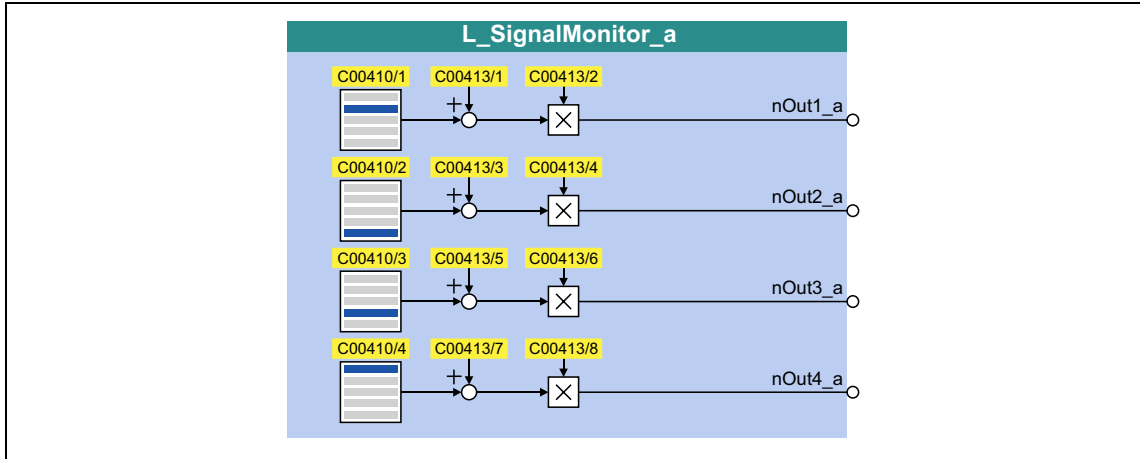 L_SignalMonitor_a
C00410/1 C00413/1 C00413/2
+ × nOut1_a
C00410/2 C00413/3 C00413/4
+ × nOut2_a
C00410/3 C00413/5 C00413/6
+ × nOut3_a
C00410/4 C00413/7 C00413/8
+ × nOut4_a